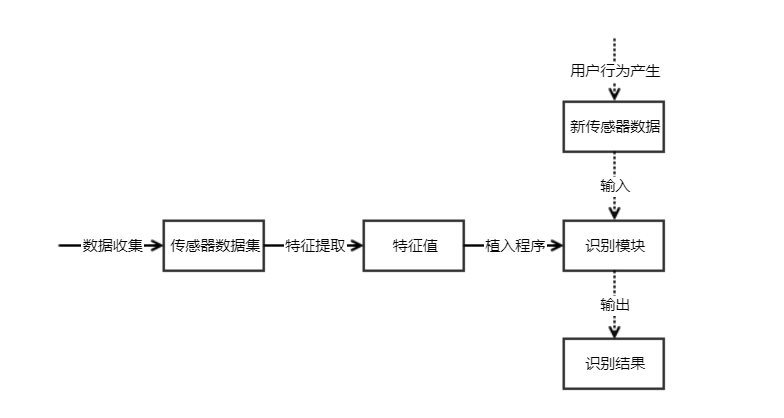 用户行为产生
新传感器数据
输入
数据收集 传感器数据集 特征提取 特征值 植入程序 识别模块
输出
识别结果